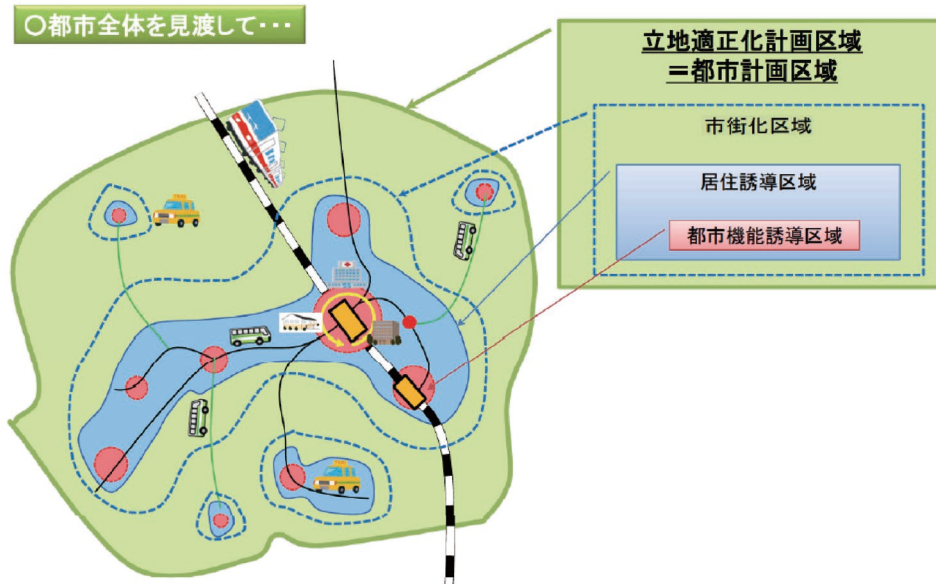 ○都市全体を見渡して・・・
立地適正化計画区域
＝都市計画区域
市街化区域
居住誘導区域
都市機能誘導区域